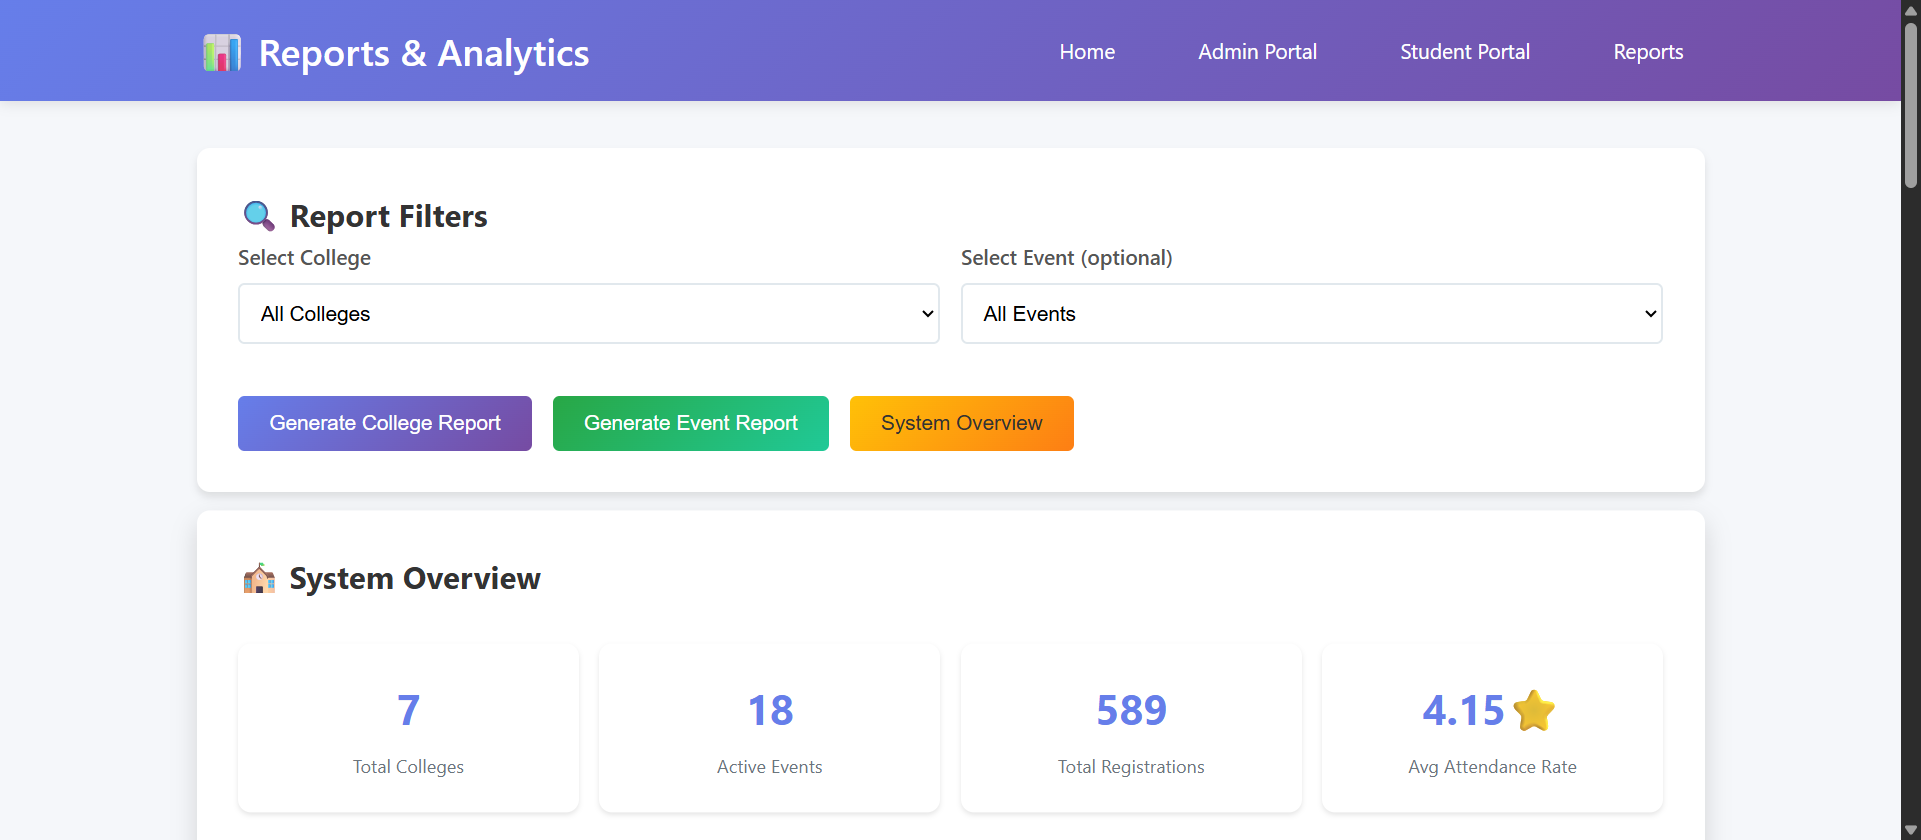 Reports & Analytics
Home
Admin Portal
Student Portal
Reports
Report Filters
Select College
Select Event (optional)
All Colleges
All Events
Generate College Report
Generate Event Report
System Overview
System Overview
7
Total Colleges
18
Active Events
589
Total Registrations
4.15⭐
Avg Attendance Rate